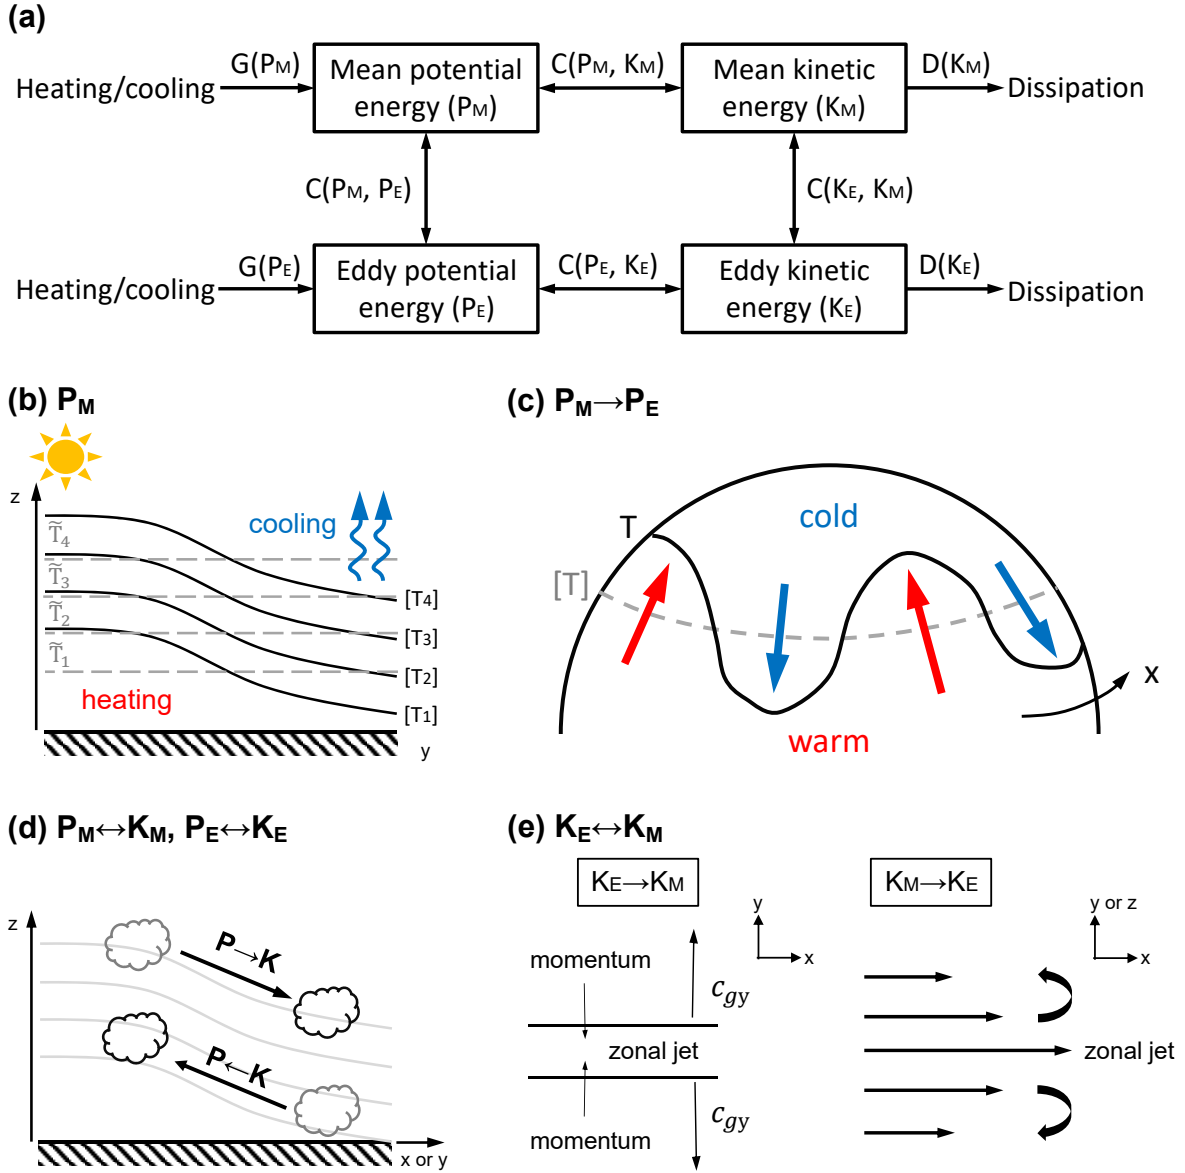 (a)
Heating/cooling
G(PM)
Mean potential
energy (PM)
C(PM, KM)
Mean kinetic
energy (KM)
D(KM)
Dissipation
C(PM, PE)
C(KE, KM)
Heating/cooling
G(PE)
Eddy potential
energy (PE)
C(PE, KE)
Eddy kinetic
energy (KE)
D(KE)
Dissipation
(b) PM
z
cooling
T̃4
T̃3
T̃2
T̃1
[T4]
[T3]
[T2]
[T1]
heating
y
(c) PM→PE
T
cold
[T]
warm
x
(d) PM↔KM, PE↔KE
z
P→K
P←K
x or y
(e) KE↔KM
KE→KM
y
x
momentum
cgy
zonal jet
cgy
momentum
KM→KE
y or z
x
zonal jet